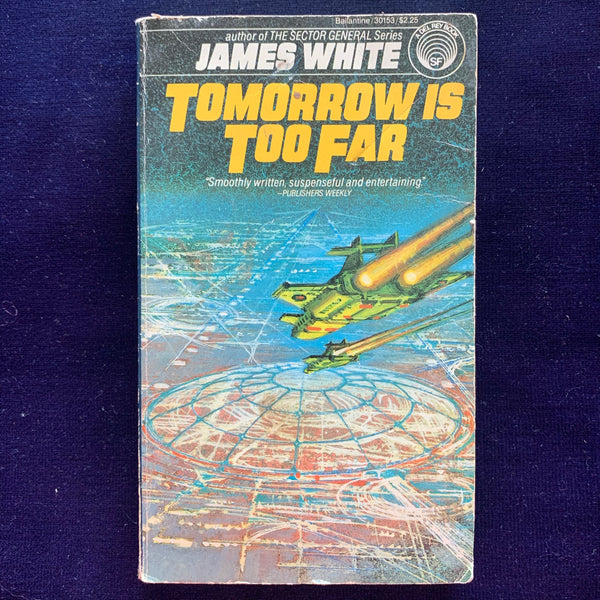 Ballantine/30153/$2.25
author of THE SECTOR GENERAL Series
JAMES WHITE
A DEL REY BOOK
SF
TOMORROW IS
TOO FAR
"Smoothly written, suspenseful and entertaining."
—PUBLISHERS WEEKLY